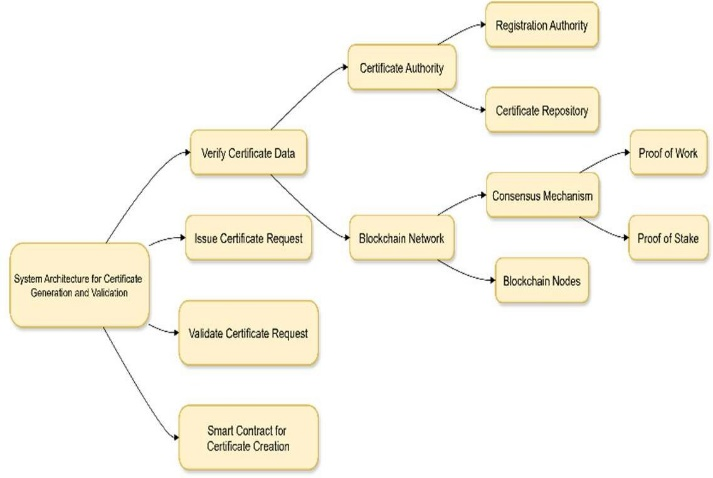 Registration Authority
Certificate Authority
Certificate Repository
Proof of Work
Verify Certificate Data
Consensus Mechanism
Issue Certificate Request
Blockchain Network
Proof of Stake
System Architecture for Certificate
Generation and Validation
Blockchain Nodes
Validate Certificate Request
Smart Contract for
Certificate Creation